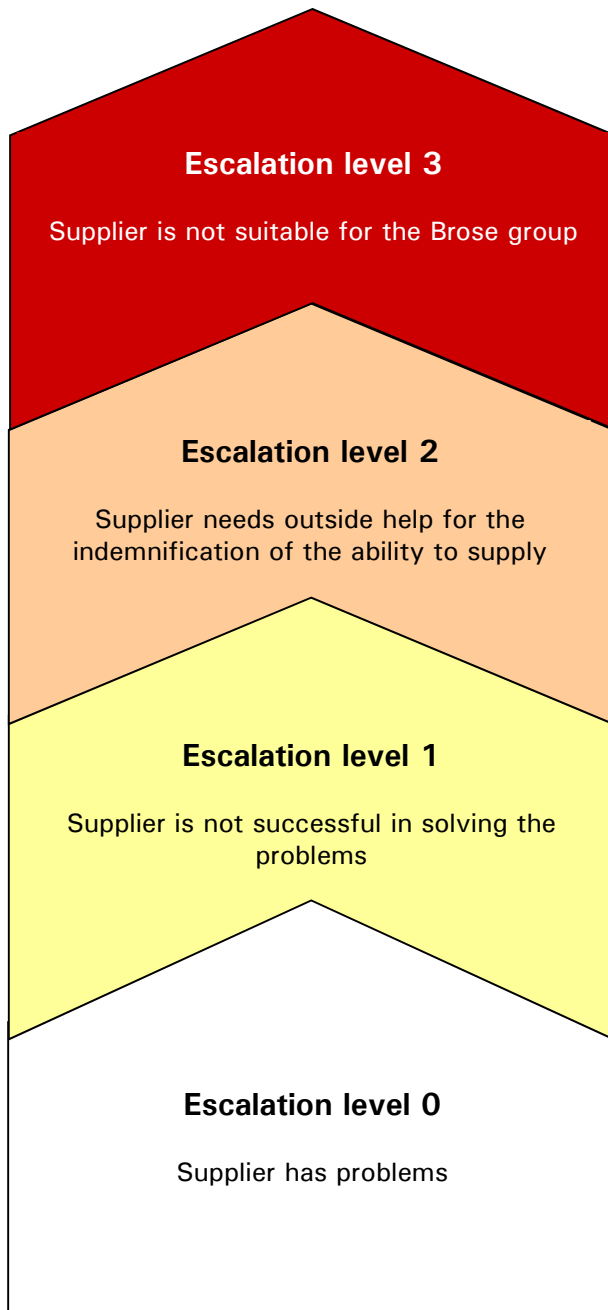 Escalation level 3
Supplier is not suitable for the Brose group
Escalation level 2
Supplier needs outside help for the
indemnification of the ability to supply
Escalation level 1
Supplier is not successful in solving the
problems
Escalation level 0
Supplier has problems